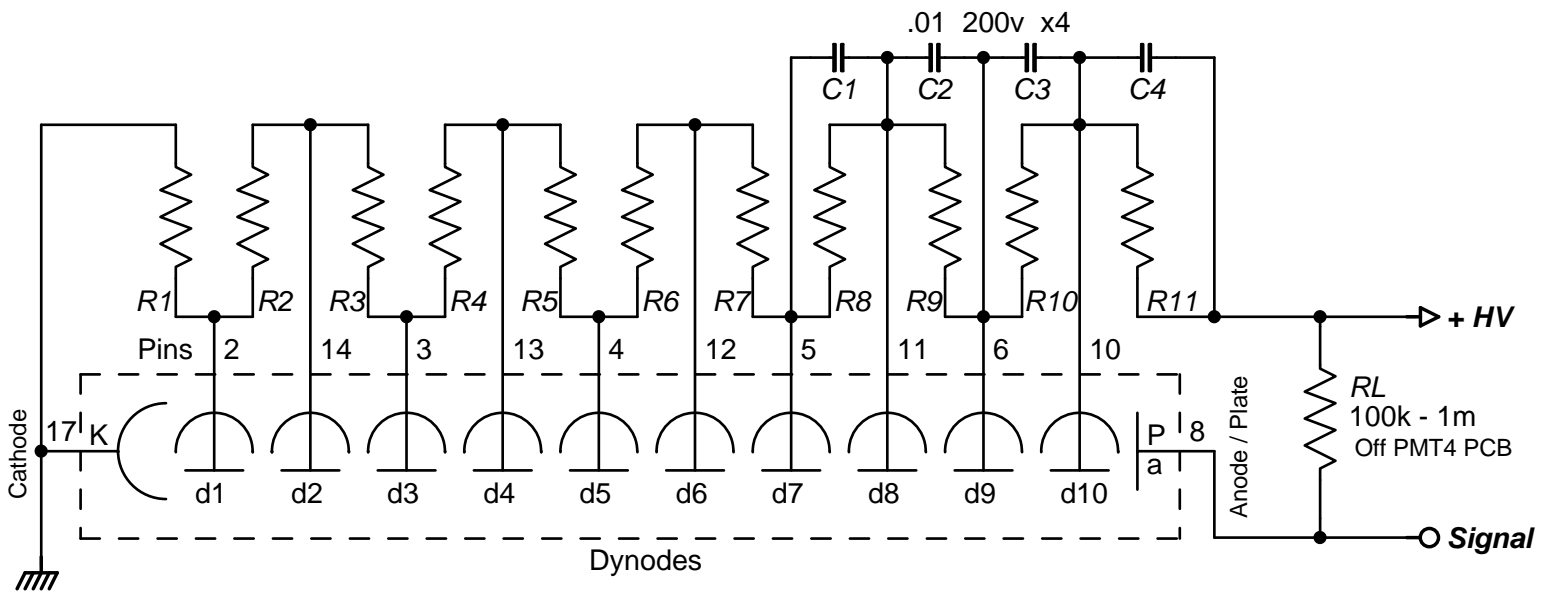 .01 200v x4
C1 C2 C3 C4
R1 R2 R3 R4 R5 R6 R7 R8 R9 R10 R11
+ HV
Pins 2 14 3 13 4 12 5 11 6 10
RL
100k - 1m
Off PMT4 PCB
Cathode
17 K
P 8
a
Anode / Plate
d1 d2 d3 d4 d5 d6 d7 d8 d9 d10
Signal
Dynodes